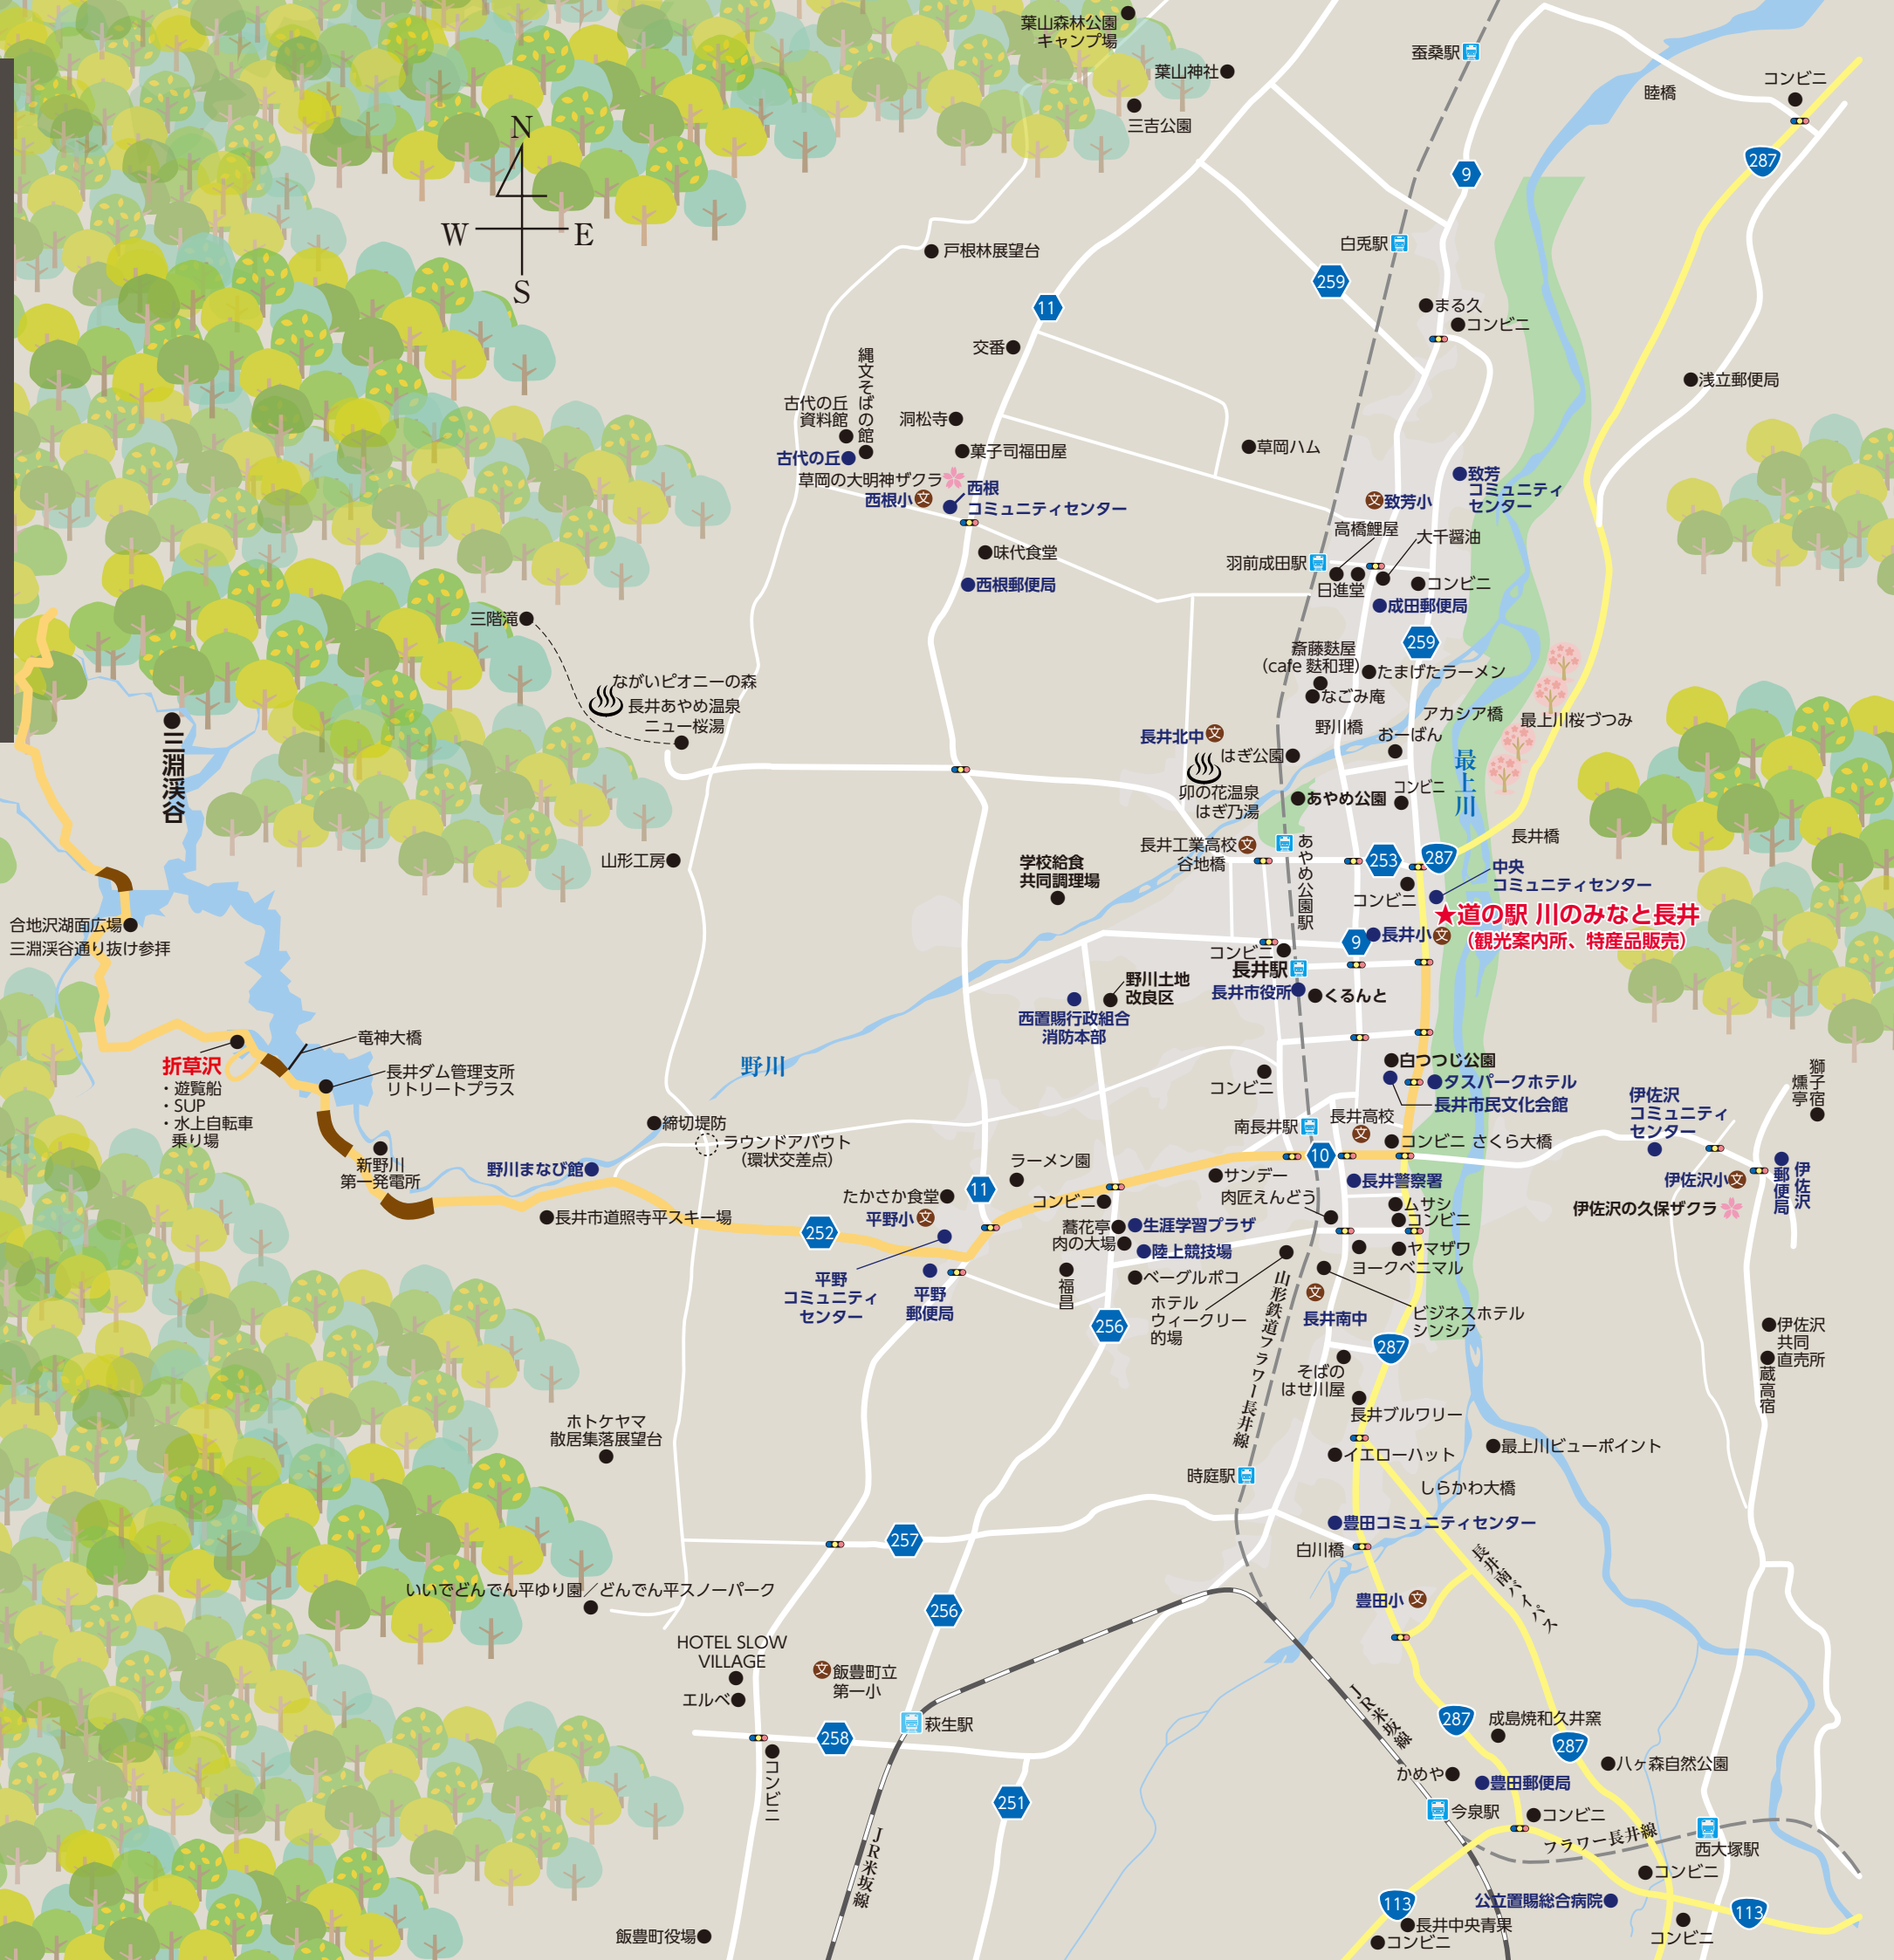 葉山森林公園
キャンプ場
葉山神社
三吉公園
蚕桑駅
睦橋
コンビニ
287
9
N
W
E
S
戸根林展望台
白兎駅
259
11
まる久
コンビニ
交番
浅立郵便局
縄文そばの館
古代の丘
資料館
古代の丘
洞松寺
菓子司福田屋
草岡の大明神ザクラ
西根小
文
西根
コミュニティセンター
草岡ハム
致芳
コミュニティ
センター
文
致芳小
高橋鯉屋
大千醤油
味代食堂
西根郵便局
羽前成田駅
日進堂
コンビニ
成田郵便局
259
三階滝
斎藤麩屋
(cafe 麩和理)
たまげたラーメン
なごみ庵
ながいピオニーの森
長井あやめ温泉
ニュー桜湯
アカシア橋
最上川桜づつみ
野川橋
おーばん
長井北中
文
はぎ公園
最上川
三淵渓谷
卯の花温泉
はぎ乃湯
あやめ公園
コンビニ
長井橋
長井工業高校
文
谷地橋
あやめ公園駅
253
287
山形工房
学校給食
共同調理場
コンビニ
中央
コミュニティセンター
★道の駅 川のみなと長井
(観光案内所、特産品販売)
合地沢湖面広場
三淵渓谷通り抜け参拝
9
長井小
文
コンビニ
長井駅
長井市役所
くるんと
野川土地
改良区
西置賜行政組合
消防本部
竜神大橋
折草沢
・遊覧船
・SUP
・水上自転車
乗り場
長井ダム管理支所
リトリートプラス
野川
白つつじ公園
タスパークホテル
長井市民文化会館
コンビニ
獅子宿
燻亭
伊佐沢
コミュニティ
センター
締切堤防
ラウンドアバウト
(環状交差点)
南長井駅
長井高校
文
コンビニ
さくら大橋
10
新野川
第一発電所
野川まなび館
ラーメン園
11
サンデー
長井警察署
伊佐沢小
文
伊佐沢
郵便局
伊佐沢の久保ザクラ
たかさか食堂
コンビニ
肉匠えんどう
ムサシ
コンビニ
長井市道照寺平スキー場
平野小
文
252
蕎花亭
生涯学習プラザ
肉の大場
陸上競技場
ヤマザワ
ヨークベニマル
平野
コミュニティ
センター
平野
郵便局
福昌
ベーグルポコ
256
ホテル
ウィークリー
的場
文
長井南中
ビジネスホテル
シンシア
山形鉄道フラワー長井線
287
伊佐沢
共同
直売所
蔵高宿
そばの
はせ川屋
長井ブルワリー
ホトケヤマ
散居集落展望台
イエローハット
最上川ビューポイント
時庭駅
しらかわ大橋
豊田コミュニティセンター
257
白川橋
長井南バイパス
いいでどんでん平ゆり園／どんでん平スノーパーク
256
豊田小
文
HOTEL SLOW
VILLAGE
エルベ
文
飯豊町立
第一小
JR米坂線
258
萩生駅
287
成島焼和久井窯
287
八ヶ森自然公園
コンビニ
かめや
豊田郵便局
251
今泉駅
コンビニ
フラワー長井線
西大塚駅
JR米坂線
コンビニ
113
公立置賜総合病院
113
飯豊町役場
長井中央青果
コンビニ
コンビニ